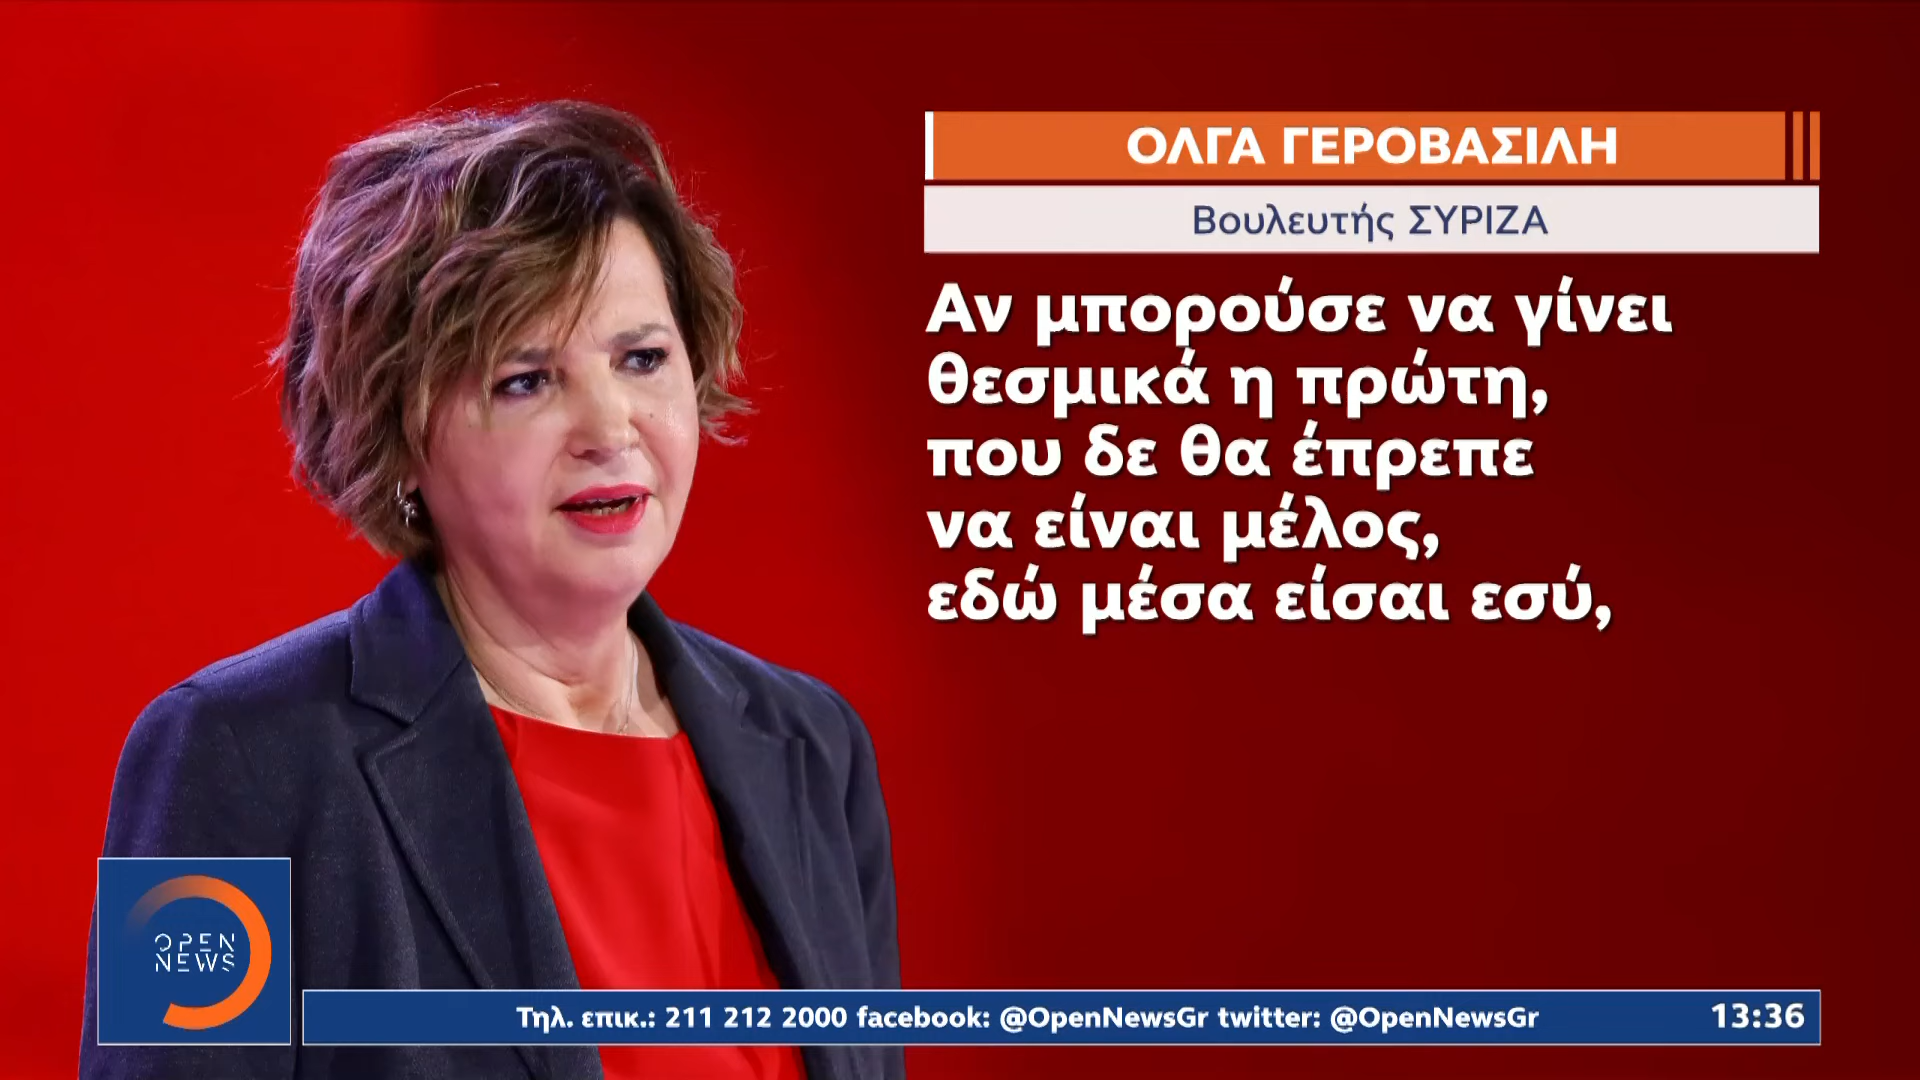 ΟΛΓΑ ΓΕΡΟΒΑΣΙΛΗ
Βουλευτής ΣΥΡΙΖΑ
Αν μπορούσε να γίνει
θεσμικά η πρώτη,
που δε θα έπρεπε
να είναι μέλος,
εδώ μέσα είσαι εσύ,
OPEN
NEWS
Τηλ. επικ.: 211 212 2000 facebook: @OpenNewsGr twitter: @OpenNewsGr 13:36